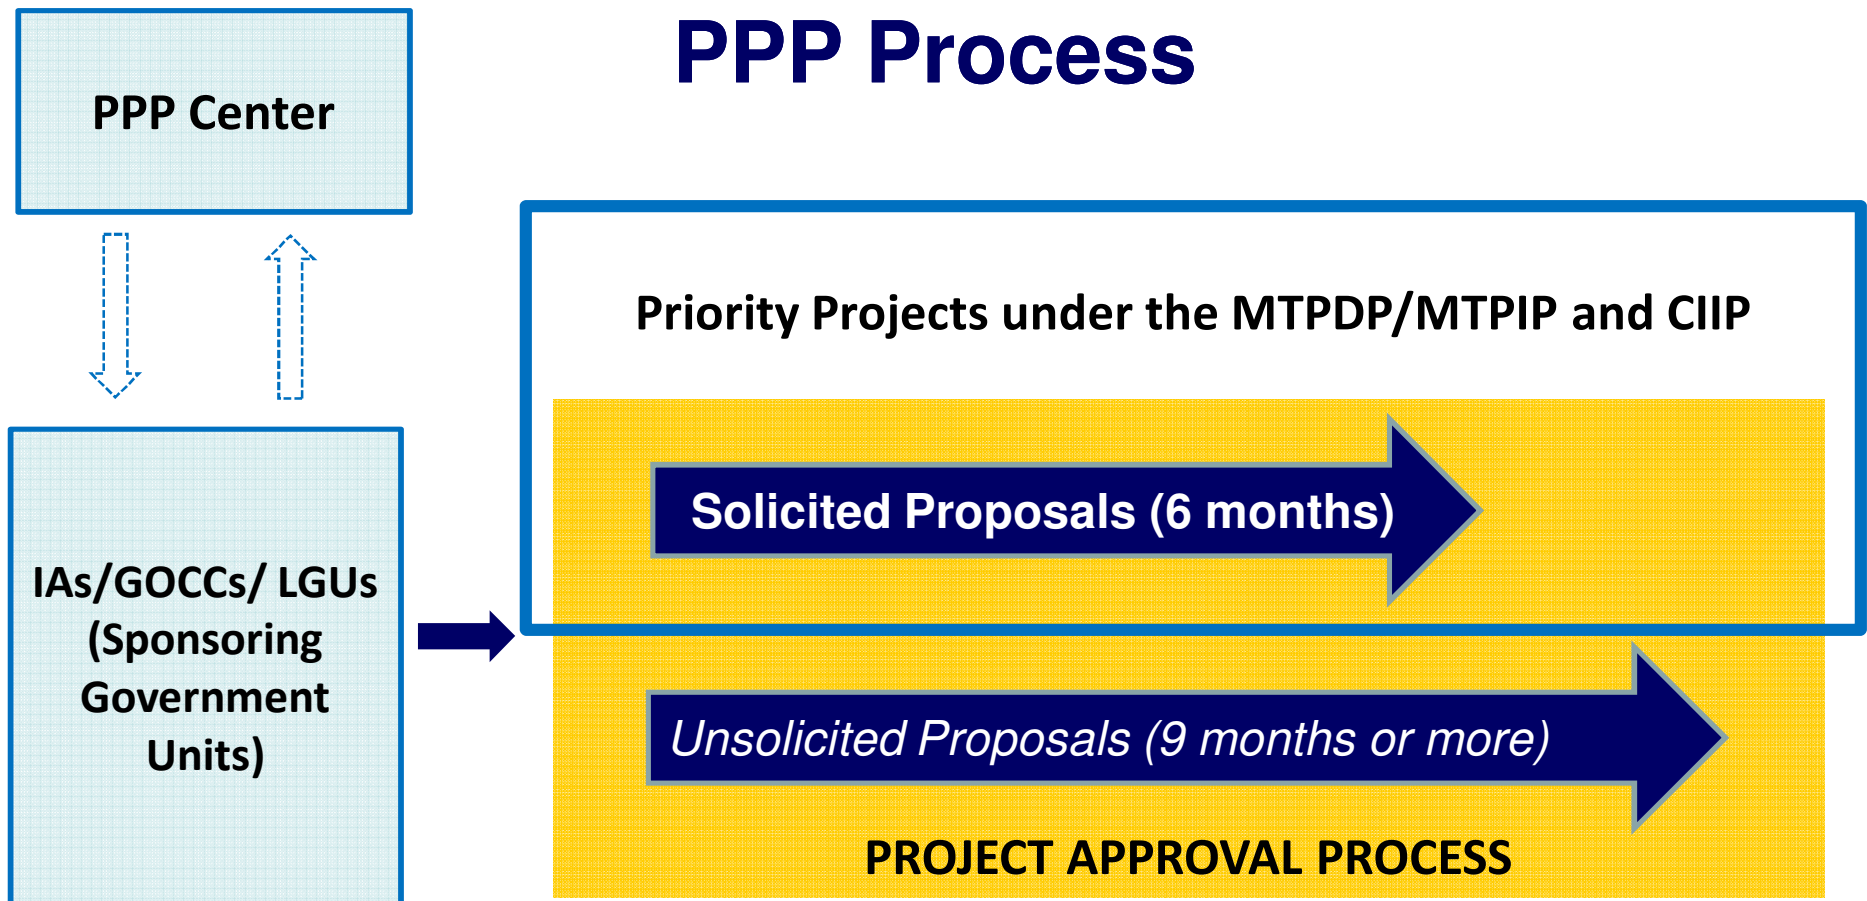 PPP Process
PPP Center
Priority Projects under the MTPDP/MTPIP and CIIP
Solicited Proposals (6 months)
IAs/GOCCs/ LGUs
(Sponsoring
Government
Units)
Unsolicited Proposals (9 months or more)
PROJECT APPROVAL PROCESS